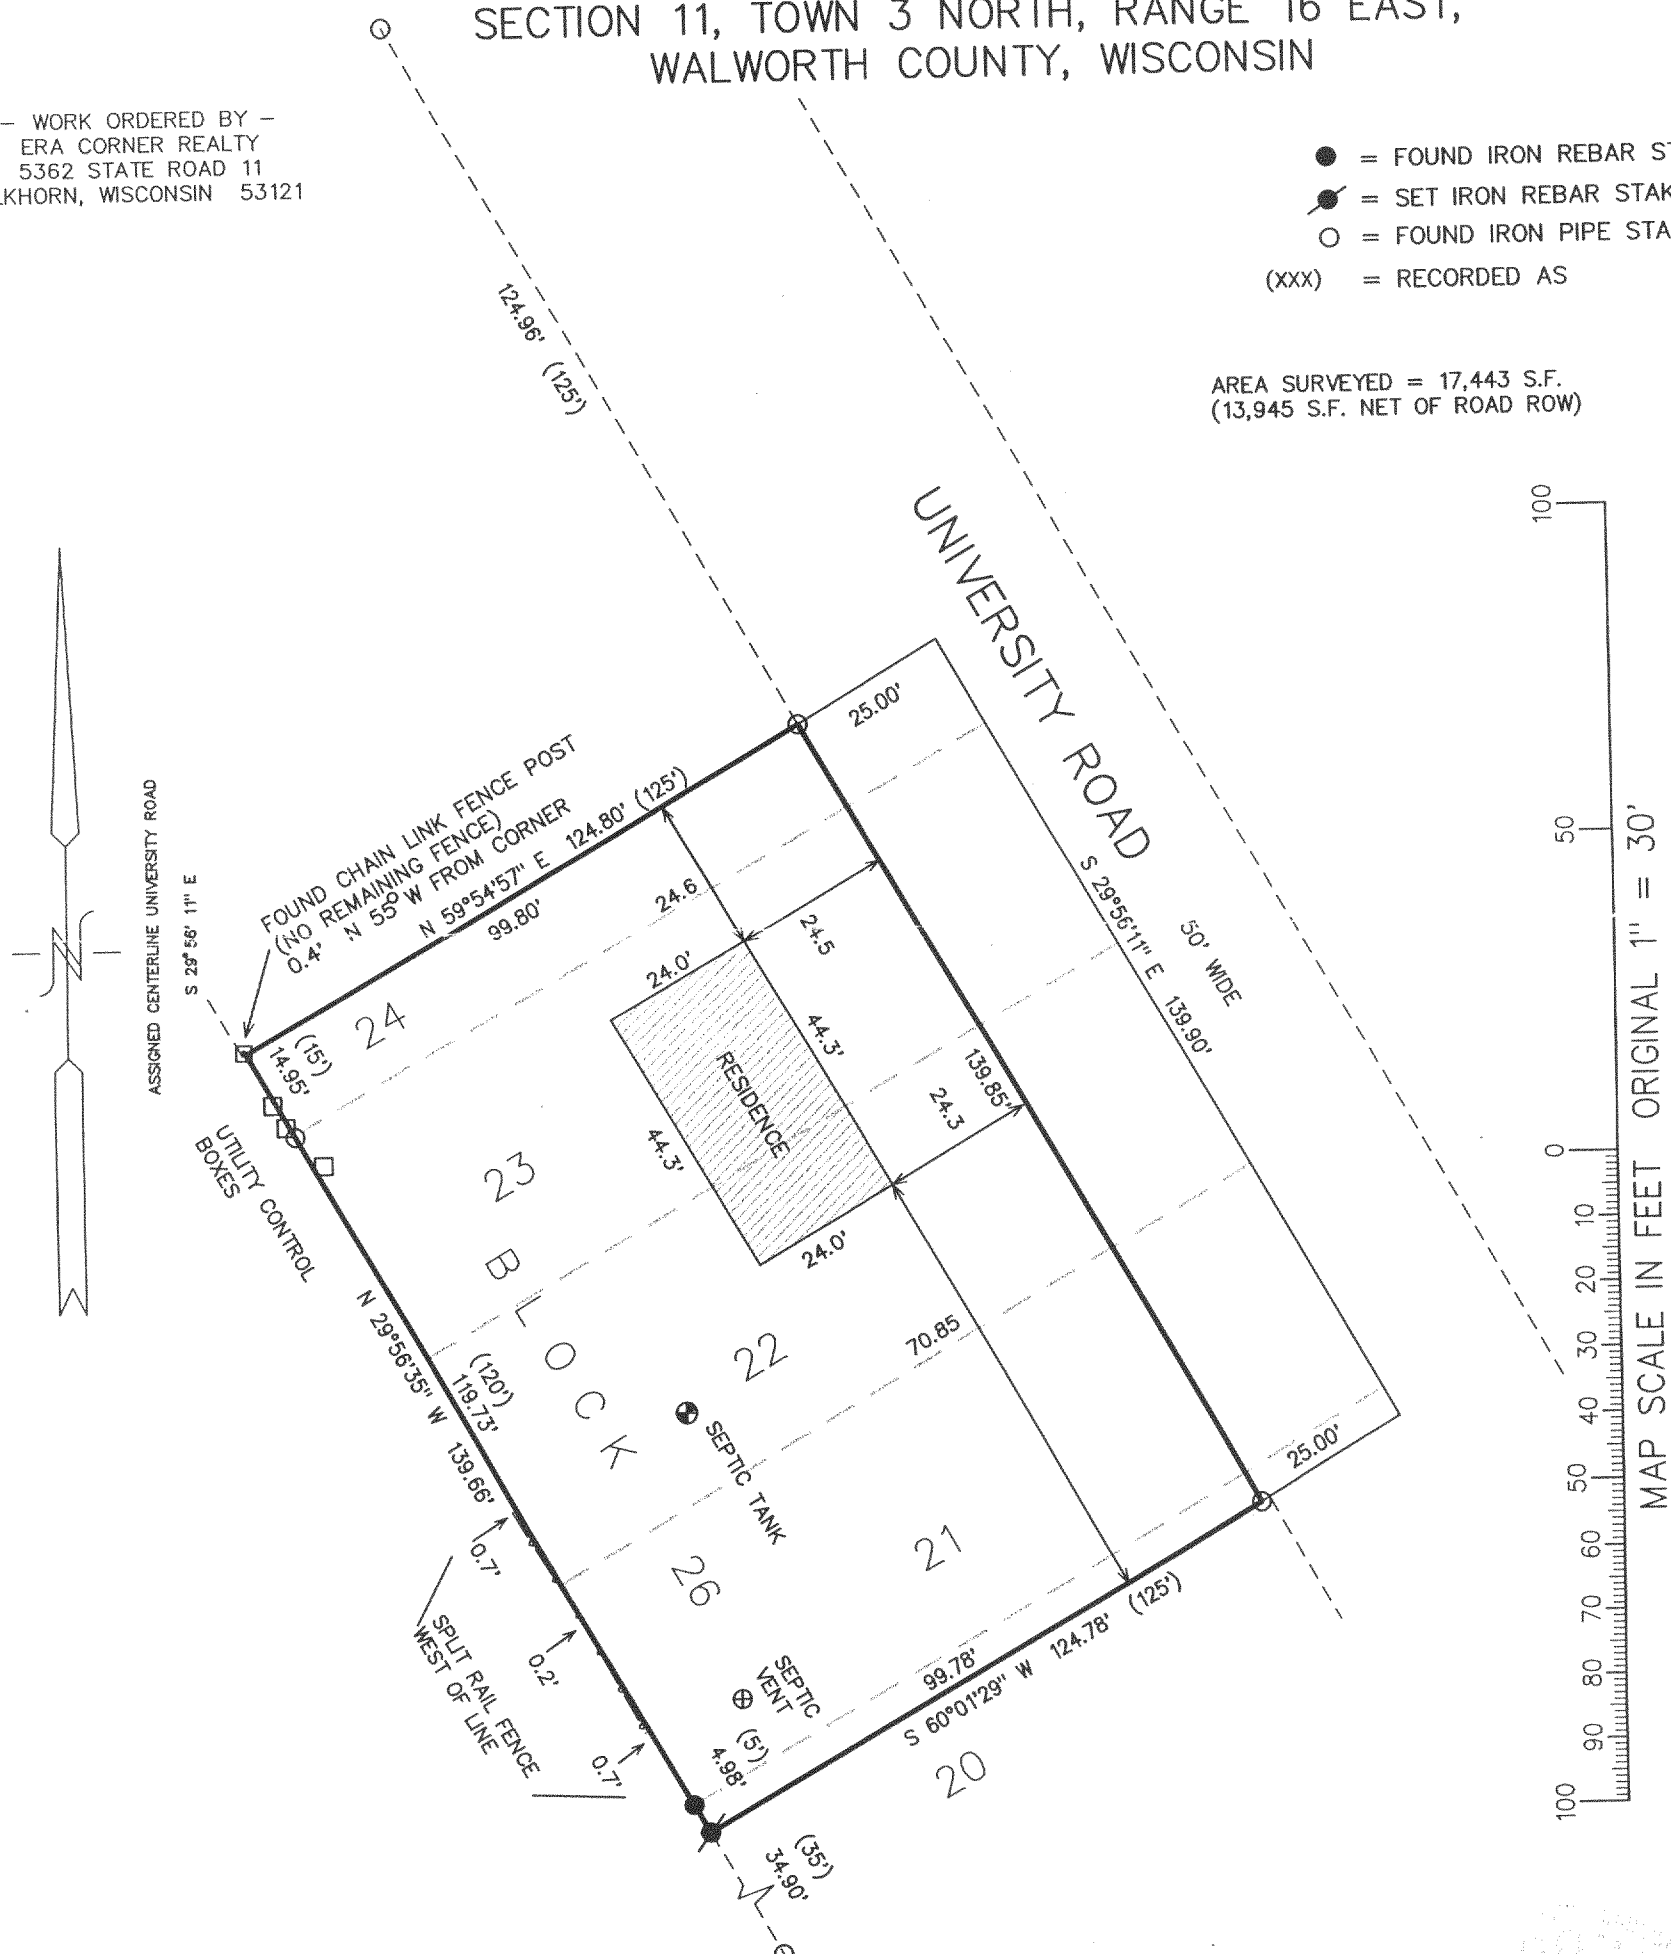 SECTION 11, TOWN 3 NORTH, RANGE 16 EAST,
WALWORTH COUNTY, WISCONSIN
– WORK ORDERED BY –
ERA CORNER REALTY
5362 STATE ROAD 11
LKHORN, WISCONSIN 53121
= FOUND IRON REBAR ST
= SET IRON REBAR STAK
= FOUND IRON PIPE STA
(XXX) = RECORDED AS
AREA SURVEYED = 17,443 S.F.
(13,945 S.F. NET OF ROAD ROW)
124.96' (125')
UNIVERSITY ROAD
50' WIDE
S 29°56'11" E 139.90'
25.00'
FOUND CHAIN LINK FENCE POST
(NO REMAINING FENCE)
0.4' N 55° W FROM CORNER
N 59°54'57" E 124.80' (125')
99.80'
ASSIGNED CENTERLINE UNIVERSITY ROAD
S 29° 56' 11" E
N
24
(15')
14.95'
24.6
24.5
24.0'
44.3'
RESIDENCE
44.3'
24.0'
24.3
139.85'
UTILITY CONTROL
BOXES
23
BLOCK
26
N 29°56'35" W 139.66'
(120')
119.73'
22
70.85
SEPTIC TANK
21
0.7'
0.2'
0.7'
SPLIT RAIL FENCE
WEST OF LINE
SEPTIC
VENT
(5')
4.98'
99.78'
S 60°01'29" W 124.78' (125')
25.00'
20
(35')
34.90'
100
50
0
10
20
30
40
50
60
70
80
90
100
MAP SCALE IN FEET ORIGINAL 1" = 30'